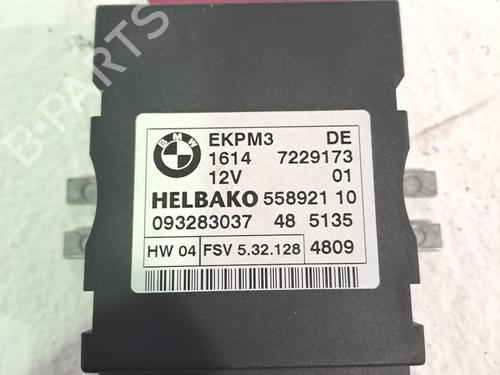 B-PARTS
BMW
EKPM3 DE
1614 7229173
12V 01
HELBAKO 558921 10
093283037 48 5135
HW 04 FSV 5.32.128 4809